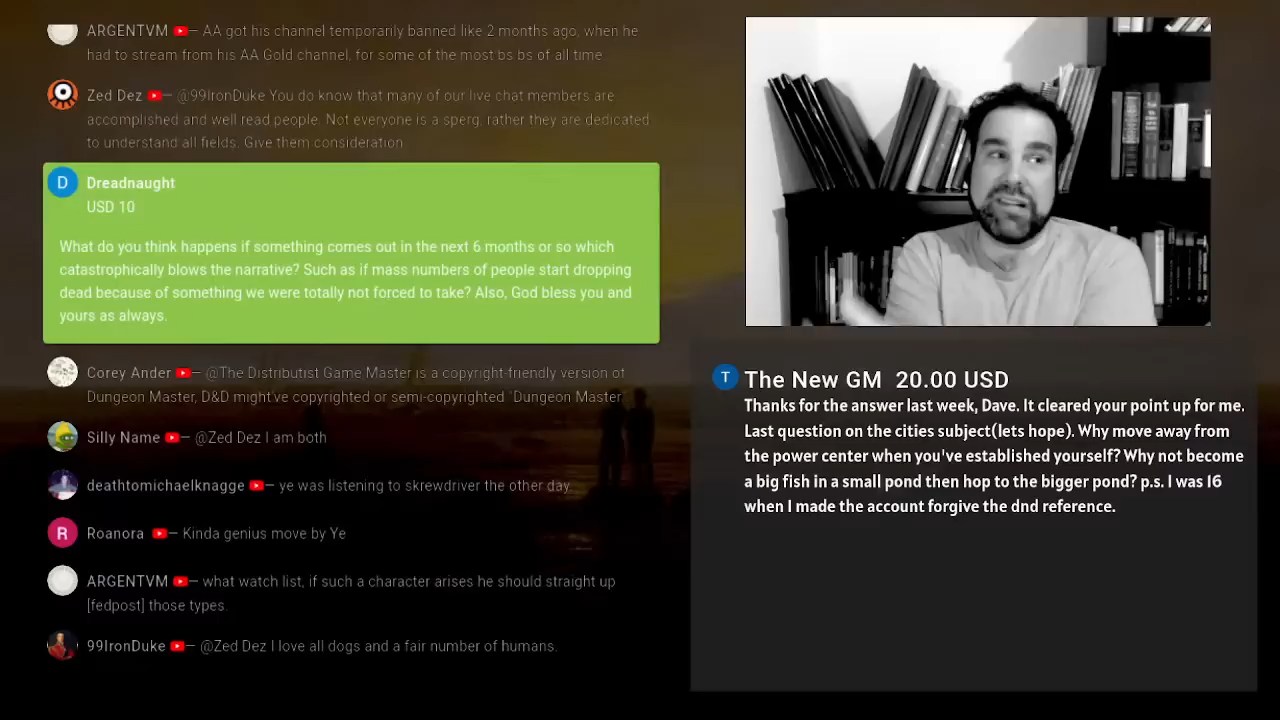 ARGENTVM — AA got his channel temporarily banned like 2 months ago, when he
had to stream from his AA Gold channel, for some of the most bs bs of all time
Zed Dez — @99IronDuke You do know that many of our live chat members are
accomplished and well read people. Not everyone is a sperg, rather they are dedicated
to understand all fields. Give them consideration
D Dreadnaught
USD 10
What do you think happens if something comes out in the next 6 months or so which
catastrophically blows the narrative? Such as if mass numbers of people start dropping
dead because of something we were totally not forced to take? Also, God bless you and
yours as always.
Corey Ander — @The Distributist Game Master is a copyright-friendly version of
Dungeon Master, D&D might've copyrighted or semi-copyrighted "Dungeon Master
Silly Name — @Zed Dez I am both
deathtomichaelknagge — ye was listening to skrewdriver the other day
R Roanora — Kinda genius move by Ye
ARGENTVM — what watch list, if such a character arises he should straight up
[fedpost] those types.
99IronDuke — @Zed Dez I love all dogs and a fair number of humans.
T The New GM 20.00 USD
Thanks for the answer last week, Dave. It cleared your point up for me.
Last question on the cities subject(lets hope). Why move away from
the power center when you've established yourself? Why not become
a big fish in a small pond then hop to the bigger pond? p.s. I was 16
when I made the account forgive the dnd reference.